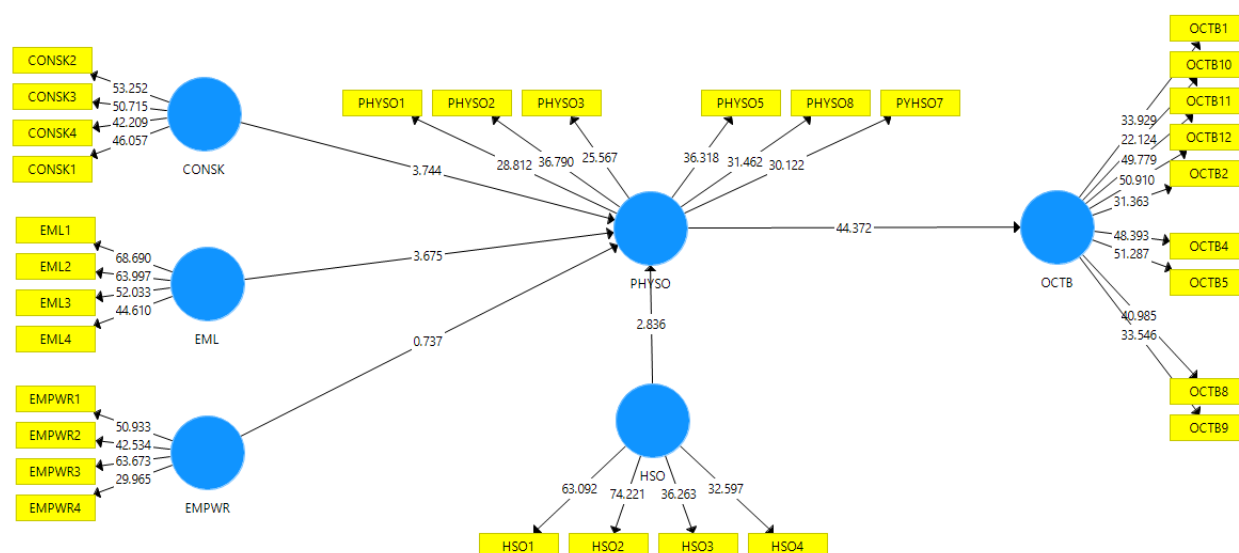 CONSK2
CONSK3
CONSK4
CONSK1
53.252
50.715
42.209
46.057
CONSK
3.744
EML1
EML2
EML3
EML4
68.690
63.997
52.033
44.610
EML
3.675
EMPWR1
EMPWR2
EMPWR3
EMPWR4
50.933
42.534
63.673
29.965
EMPWR
0.737
PHYSO1
PHYSO2
PHYSO3
PHYSO5
PHYSO8
PYHSO7
28.812
36.790
25.567
36.318
31.462
30.122
PHYSO
44.372
2.836
HSO
63.092
74.221
36.263
32.597
HSO1
HSO2
HSO3
HSO4
OCTB1
OCTB10
OCTB11
OCTB12
OCTB2
OCTB4
OCTB5
OCTB8
OCTB9
33.929
22.124
49.779
50.910
31.363
48.393
51.287
40.985
33.546
OCTB